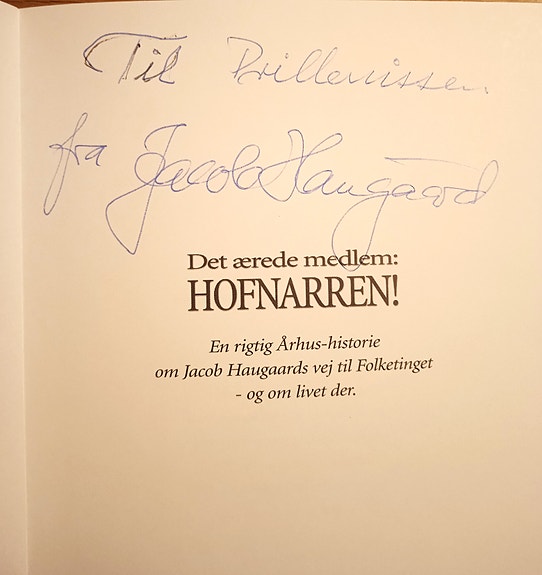 Til Brillenissen
fra Jacob Haugaard
Det ærede medlem:
HOFNARREN!
En rigtig Århus-historie
om Jacob Haugaards vej til Folketinget
- og om livet der.